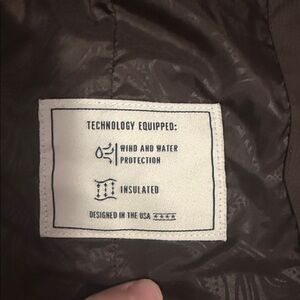 TECHNOLOGY EQUIPPED:
WIND AND WATER
PROTECTION
INSULATED
DESIGNED IN THE USA ★★★★